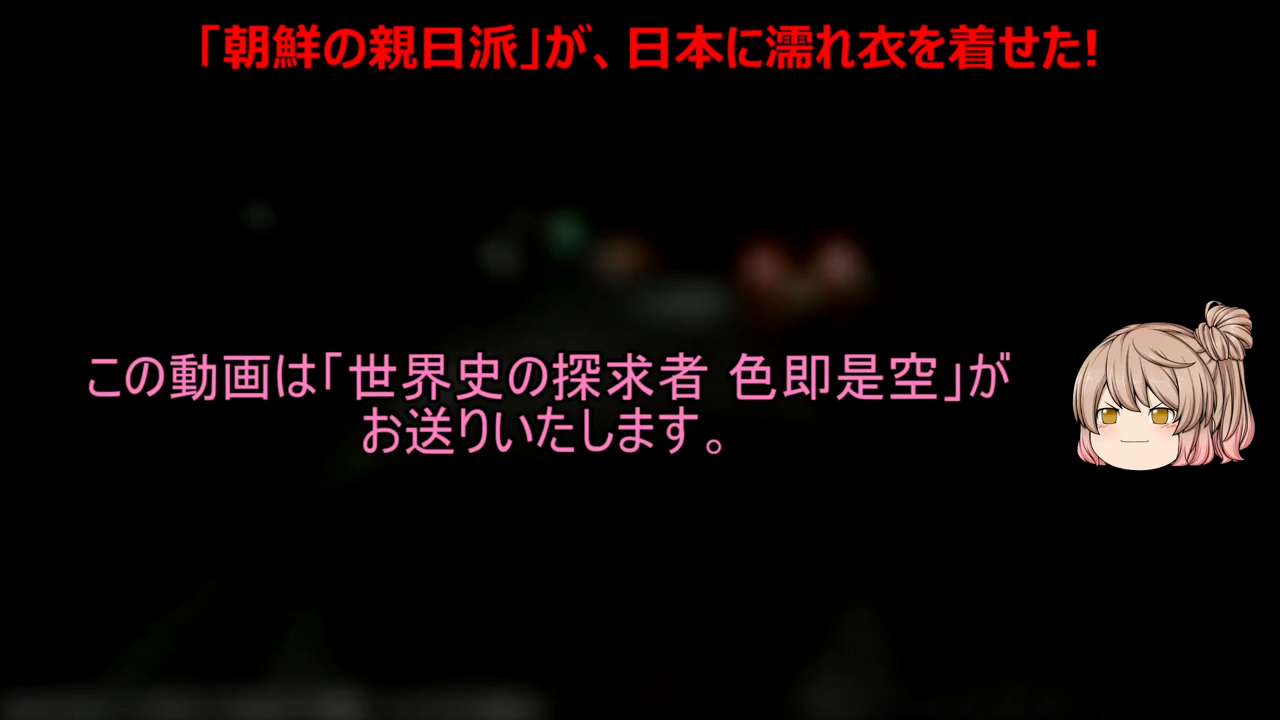 「朝鮮の親日派」が、日本に濡れ衣を着せた!
この動画は「世界史の探求者 色即是空」が
お送りいたします。